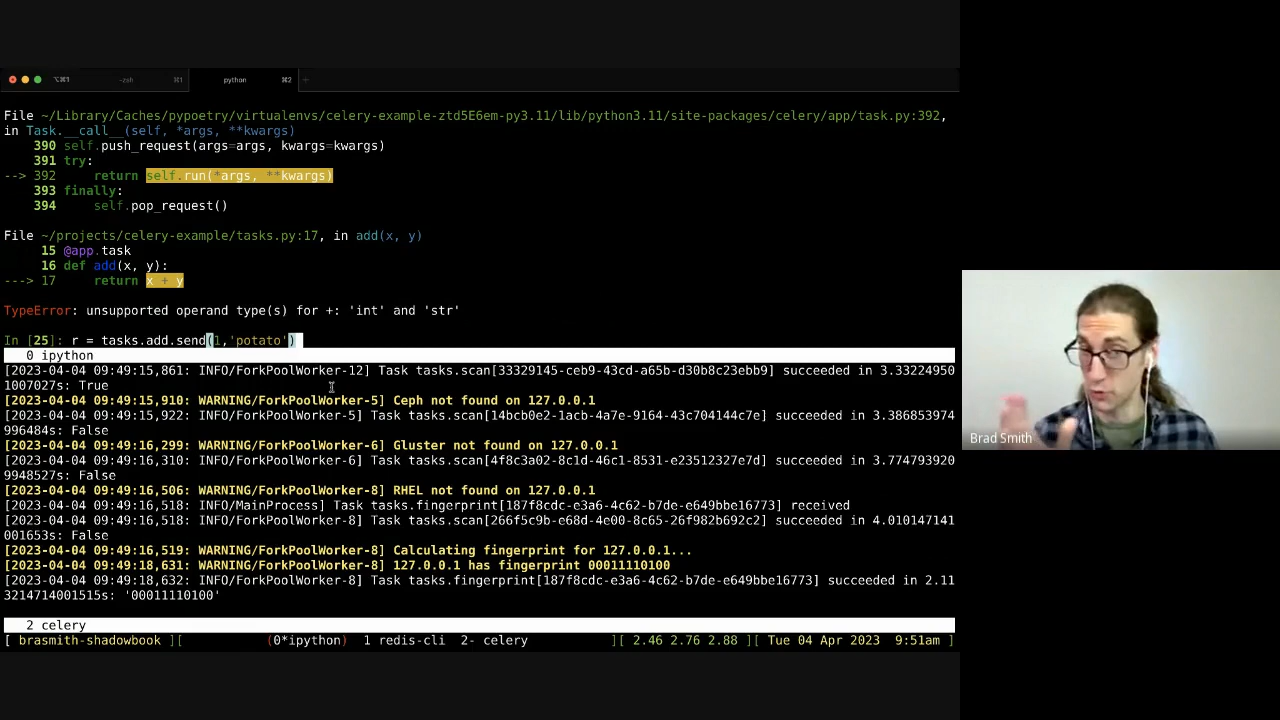 ⌥⌘1 -zsh ⌘1 python ⌘2 +
File ~/Library/Caches/pypoetry/virtualenvs/celery-example-ztd5E6em-py3.11/lib/python3.11/site-packages/celery/app/task.py:392,
in Task.__call__(self, *args, **kwargs)
390 self.push_request(args=args, kwargs=kwargs)
391 try:
--> 392 return self.run(*args, **kwargs)
393 finally:
394 self.pop_request()
File ~/projects/celery-example/tasks.py:17, in add(x, y)
15 @app.task
16 def add(x, y):
---> 17 return x + y
TypeError: unsupported operand type(s) for +: 'int' and 'str'
In [25]: r = tasks.add.send(1,'potato')
0 ipython
[2023-04-04 09:49:15,861: INFO/ForkPoolWorker-12] Task tasks.scan[33329145-ceb9-43cd-a65b-d30b8c23ebb9] succeeded in 3.33224950
1007027s: True
[2023-04-04 09:49:15,910: WARNING/ForkPoolWorker-5] Ceph not found on 127.0.0.1
[2023-04-04 09:49:15,922: INFO/ForkPoolWorker-5] Task tasks.scan[14bcb0e2-1acb-4a7e-9164-43c704144c7e] succeeded in 3.386853974
996484s: False
[2023-04-04 09:49:16,299: WARNING/ForkPoolWorker-6] Gluster not found on 127.0.0.1
[2023-04-04 09:49:16,310: INFO/ForkPoolWorker-6] Task tasks.scan[4f8c3a02-8c1d-46c1-8531-e23512327e7d] succeeded in 3.774793920
9948527s: False
[2023-04-04 09:49:16,506: WARNING/ForkPoolWorker-8] RHEL not found on 127.0.0.1
[2023-04-04 09:49:16,518: INFO/MainProcess] Task tasks.fingerprint[187f8cdc-e3a6-4c62-b7de-e649bbe16773] received
[2023-04-04 09:49:16,518: INFO/ForkPoolWorker-8] Task tasks.scan[266f5c9b-e68d-4e00-8c65-26f982b692c2] succeeded in 4.010147141
001653s: False
[2023-04-04 09:49:16,519: WARNING/ForkPoolWorker-8] Calculating fingerprint for 127.0.0.1...
[2023-04-04 09:49:18,631: WARNING/ForkPoolWorker-8] 127.0.0.1 has fingerprint 00011110100
[2023-04-04 09:49:18,632: INFO/ForkPoolWorker-8] Task tasks.fingerprint[187f8cdc-e3a6-4c62-b7de-e649bbe16773] succeeded in 2.11
3214714001515s: '00011110100'
2 celery
[ brasmith-shadowbook ][ (0*ipython) 1 redis-cli 2- celery ][ 2.46 2.76 2.88 ][ Tue 04 Apr 2023 9:51am ]
Brad Smith